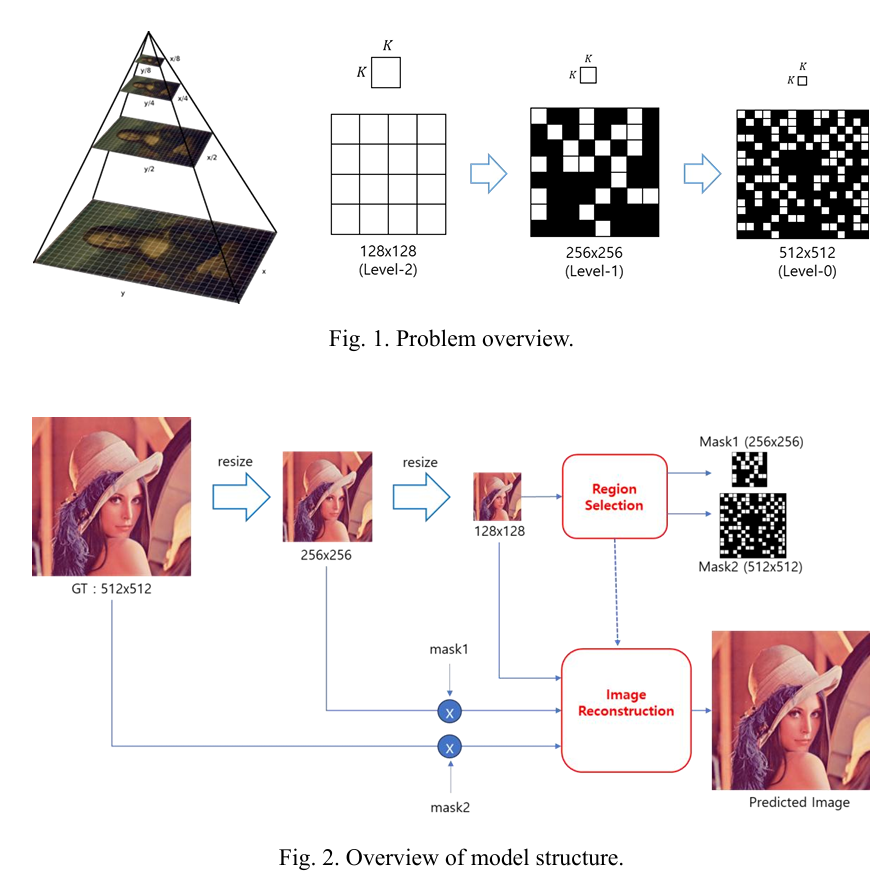 x/8
y/8
x/4
y/4
x/2
y/2
x
y
K
K
128x128
(Level-2)
K
K
256x256
(Level-1)
K
K
512x512
(Level-0)
Fig. 1. Problem overview.
GT : 512x512
resize
256x256
resize
128x128
Region
Selection
Mask1 (256x256)
Mask2 (512x512)
mask1
X
X
mask2
Image
Reconstruction
Predicted Image
Fig. 2. Overview of model structure.